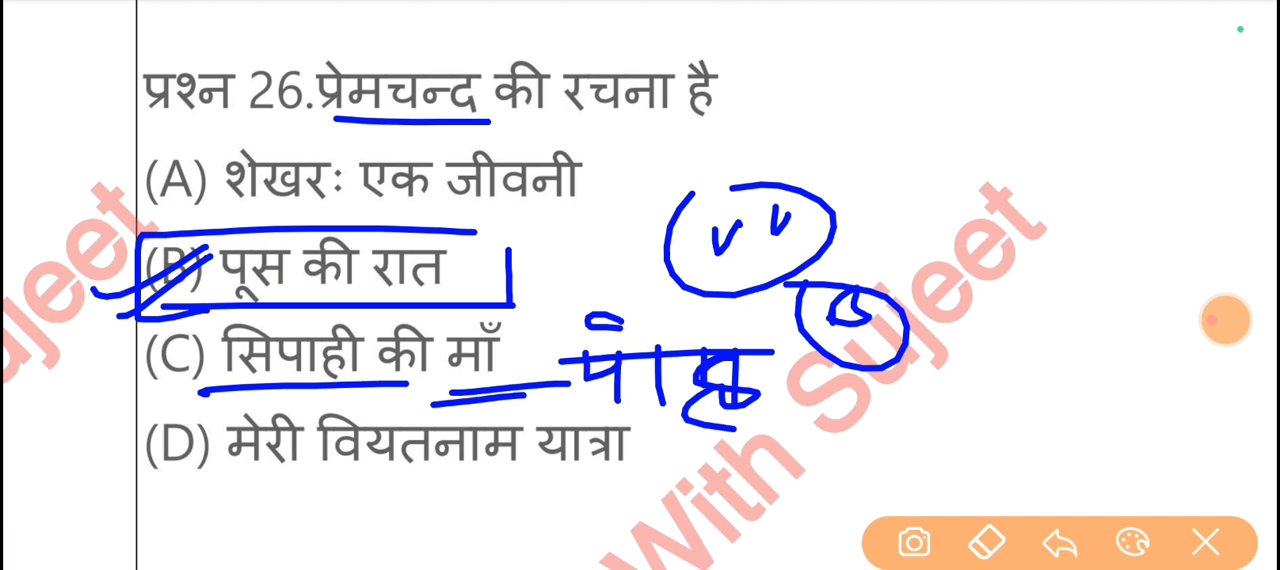 प्रश्न 26.प्रेमचन्द की रचना है
(A) शेखरः एक जीवनी
(B) पूस की रात
(C) सिपाही की माँ
(D) मेरी वियतनाम यात्रा
With Sujeet